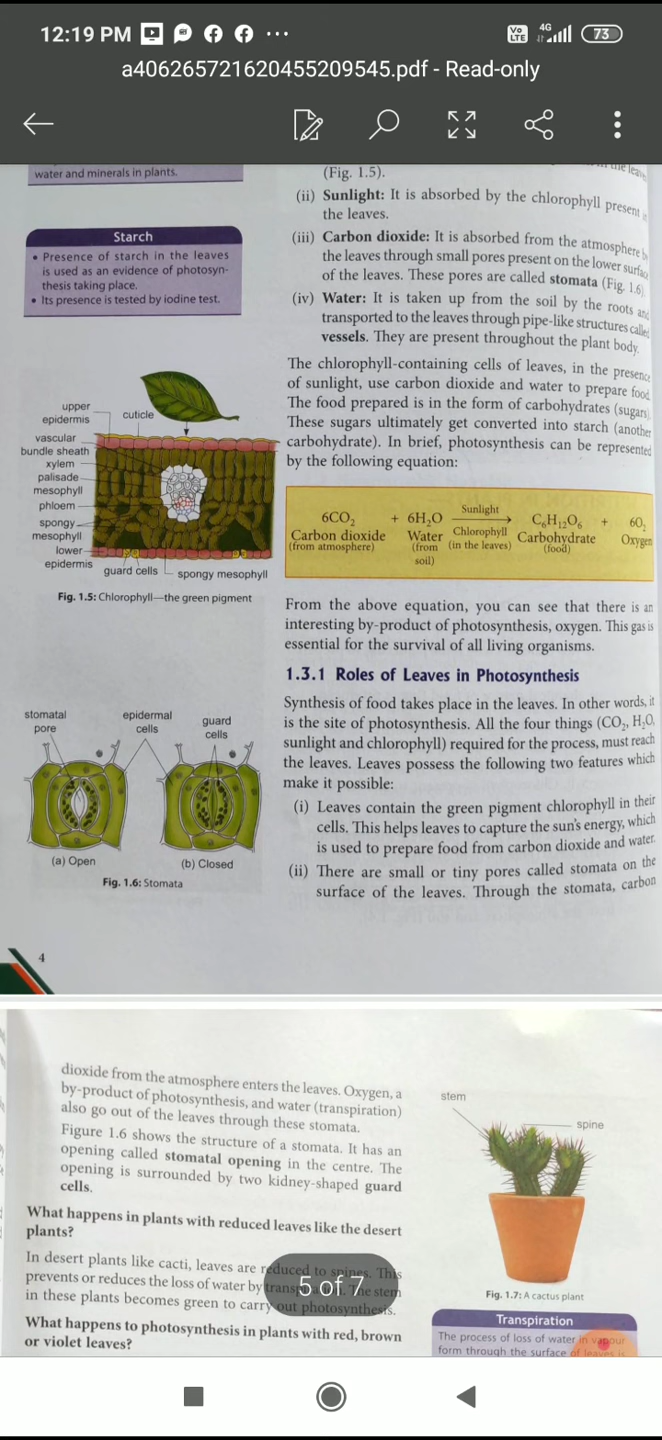 12:19 PM
Vo LTE 4G 73
a406265721620455209545.pdf - Read-only
water and minerals in plants.
Starch
• Presence of starch in the leaves
is used as an evidence of photosyn-
thesis taking place.
• Its presence is tested by iodine test.
upper
epidermis
cuticle
vascular
bundle sheath
xylem
palisade
mesophyll
phloem
spongy
mesophyll
lower
epidermis
guard cells
spongy mesophyll
Fig. 1.5: Chlorophyll—the green pigment
stomatal
pore
epidermal
cells
guard
cells
(a) Open
(b) Closed
Fig. 1.6: Stomata
4
(Fig. 1.5).
(ii) Sunlight: It is absorbed by the chlorophyll present
the leaves.
(iii) Carbon dioxide: It is absorbed from the atmosphere
the leaves through small pores present on the lower surface
of the leaves. These pores are called stomata (Fig. 1.6)
(iv) Water: It is taken up from the soil by the roots and
transported to the leaves through pipe-like structures called
vessels. They are present throughout the plant body.
The chlorophyll-containing cells of leaves, in the presence
of sunlight, use carbon dioxide and water to prepare food.
The food prepared is in the form of carbohydrates (sugars).
These sugars ultimately get converted into starch (another
carbohydrate). In brief, photosynthesis can be represented
by the following equation:
6CO₂ + 6H₂O Sunlight C₆H₁₂O₆ + 6O₂
Carbon dioxide Water Chlorophyll Carbohydrate Oxygen
(from atmosphere) (from (in the leaves) (food)
soil)
From the above equation, you can see that there is an
interesting by-product of photosynthesis, oxygen. This gas is
essential for the survival of all living organisms.
1.3.1 Roles of Leaves in Photosynthesis
Synthesis of food takes place in the leaves. In other words, it
is the site of photosynthesis. All the four things (CO₂, H₂O,
sunlight and chlorophyll) required for the process, must reach
the leaves. Leaves possess the following two features which
make it possible:
(i) Leaves contain the green pigment chlorophyll in their
cells. This helps leaves to capture the sun's energy, which
is used to prepare food from carbon dioxide and water.
(ii) There are small or tiny pores called stomata on the
surface of the leaves. Through the stomata, carbon
dioxide from the atmosphere enters the leaves. Oxygen, a
by-product of photosynthesis, and water (transpiration)
also go out of the leaves through these stomata.
Figure 1.6 shows the structure of a stomata. It has an
opening called stomatal opening in the centre. The
opening is surrounded by two kidney-shaped guard
cells.
What happens in plants with reduced leaves like the desert
plants?
In desert plants like cacti, leaves are reduced to spines. This
prevents or reduces the loss of water by The stem
in these plants becomes green to carry out photosynthesis.
What happens to photosynthesis in plants with red, brown
or violet leaves?
5 of 7
stem
spine
Fig. 1.7: A cactus plant
Transpiration
The process of loss of water in vapour
form through the surface of leaves is